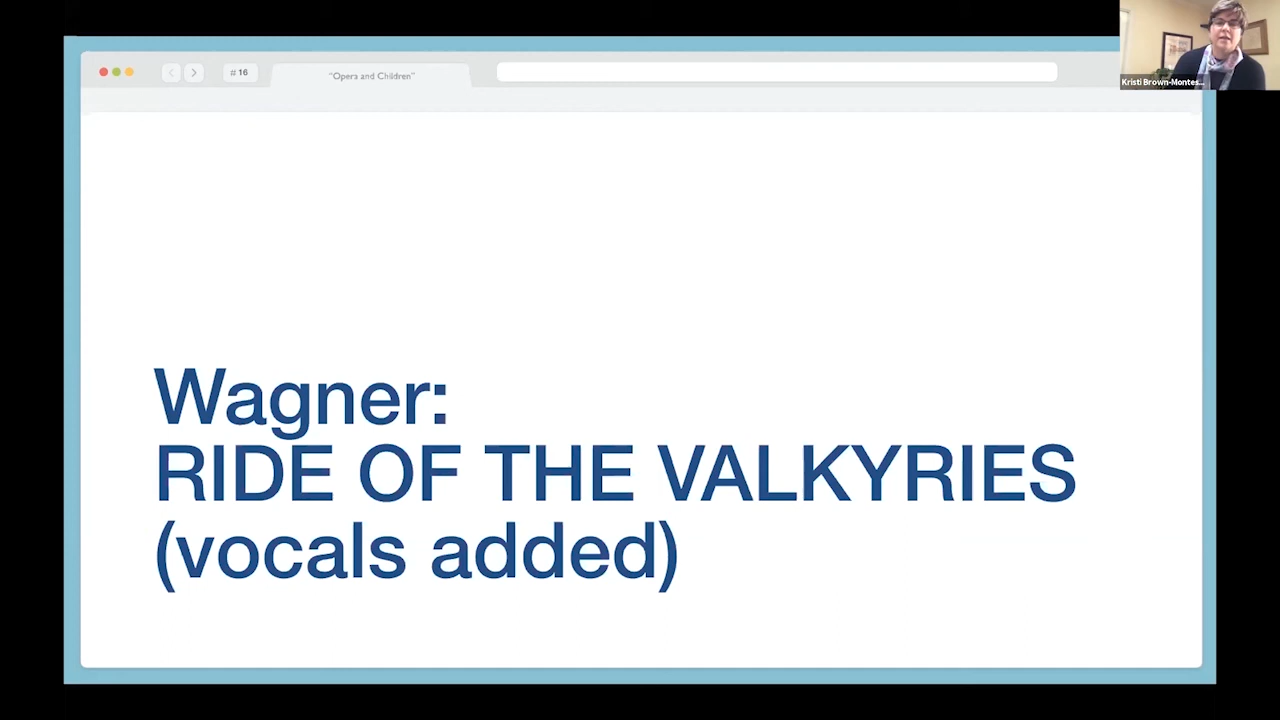 # 16
"Opera and Children"
Kristi Brown-Montes...
Wagner:
RIDE OF THE VALKYRIES
(vocals added)